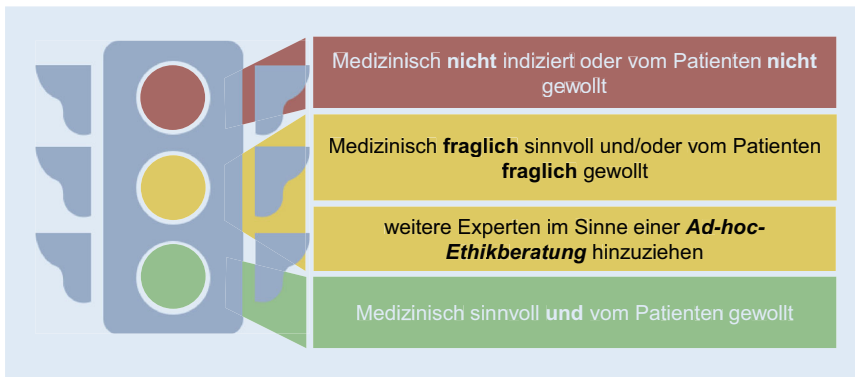 Medizinisch nicht indiziert oder vom Patienten nicht
gewollt
Medizinisch fraglich sinnvoll und/oder vom Patienten
fraglich gewollt
weitere Experten im Sinne einer Ad-hoc-
Ethikberatung hinzuziehen
Medizinisch sinnvoll und vom Patienten gewollt